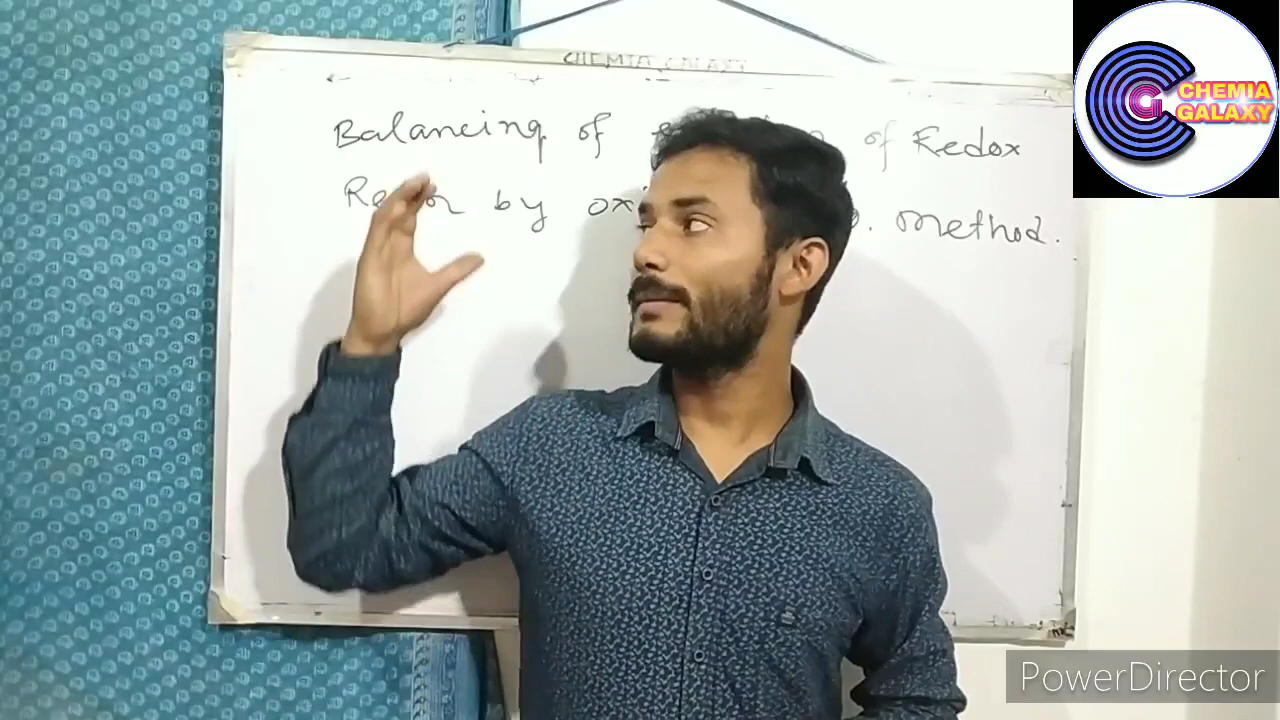 CHEMIA GALAXY
Balancing of of Redox
by Method.
CHEMIA
GALAXY
PowerDirector